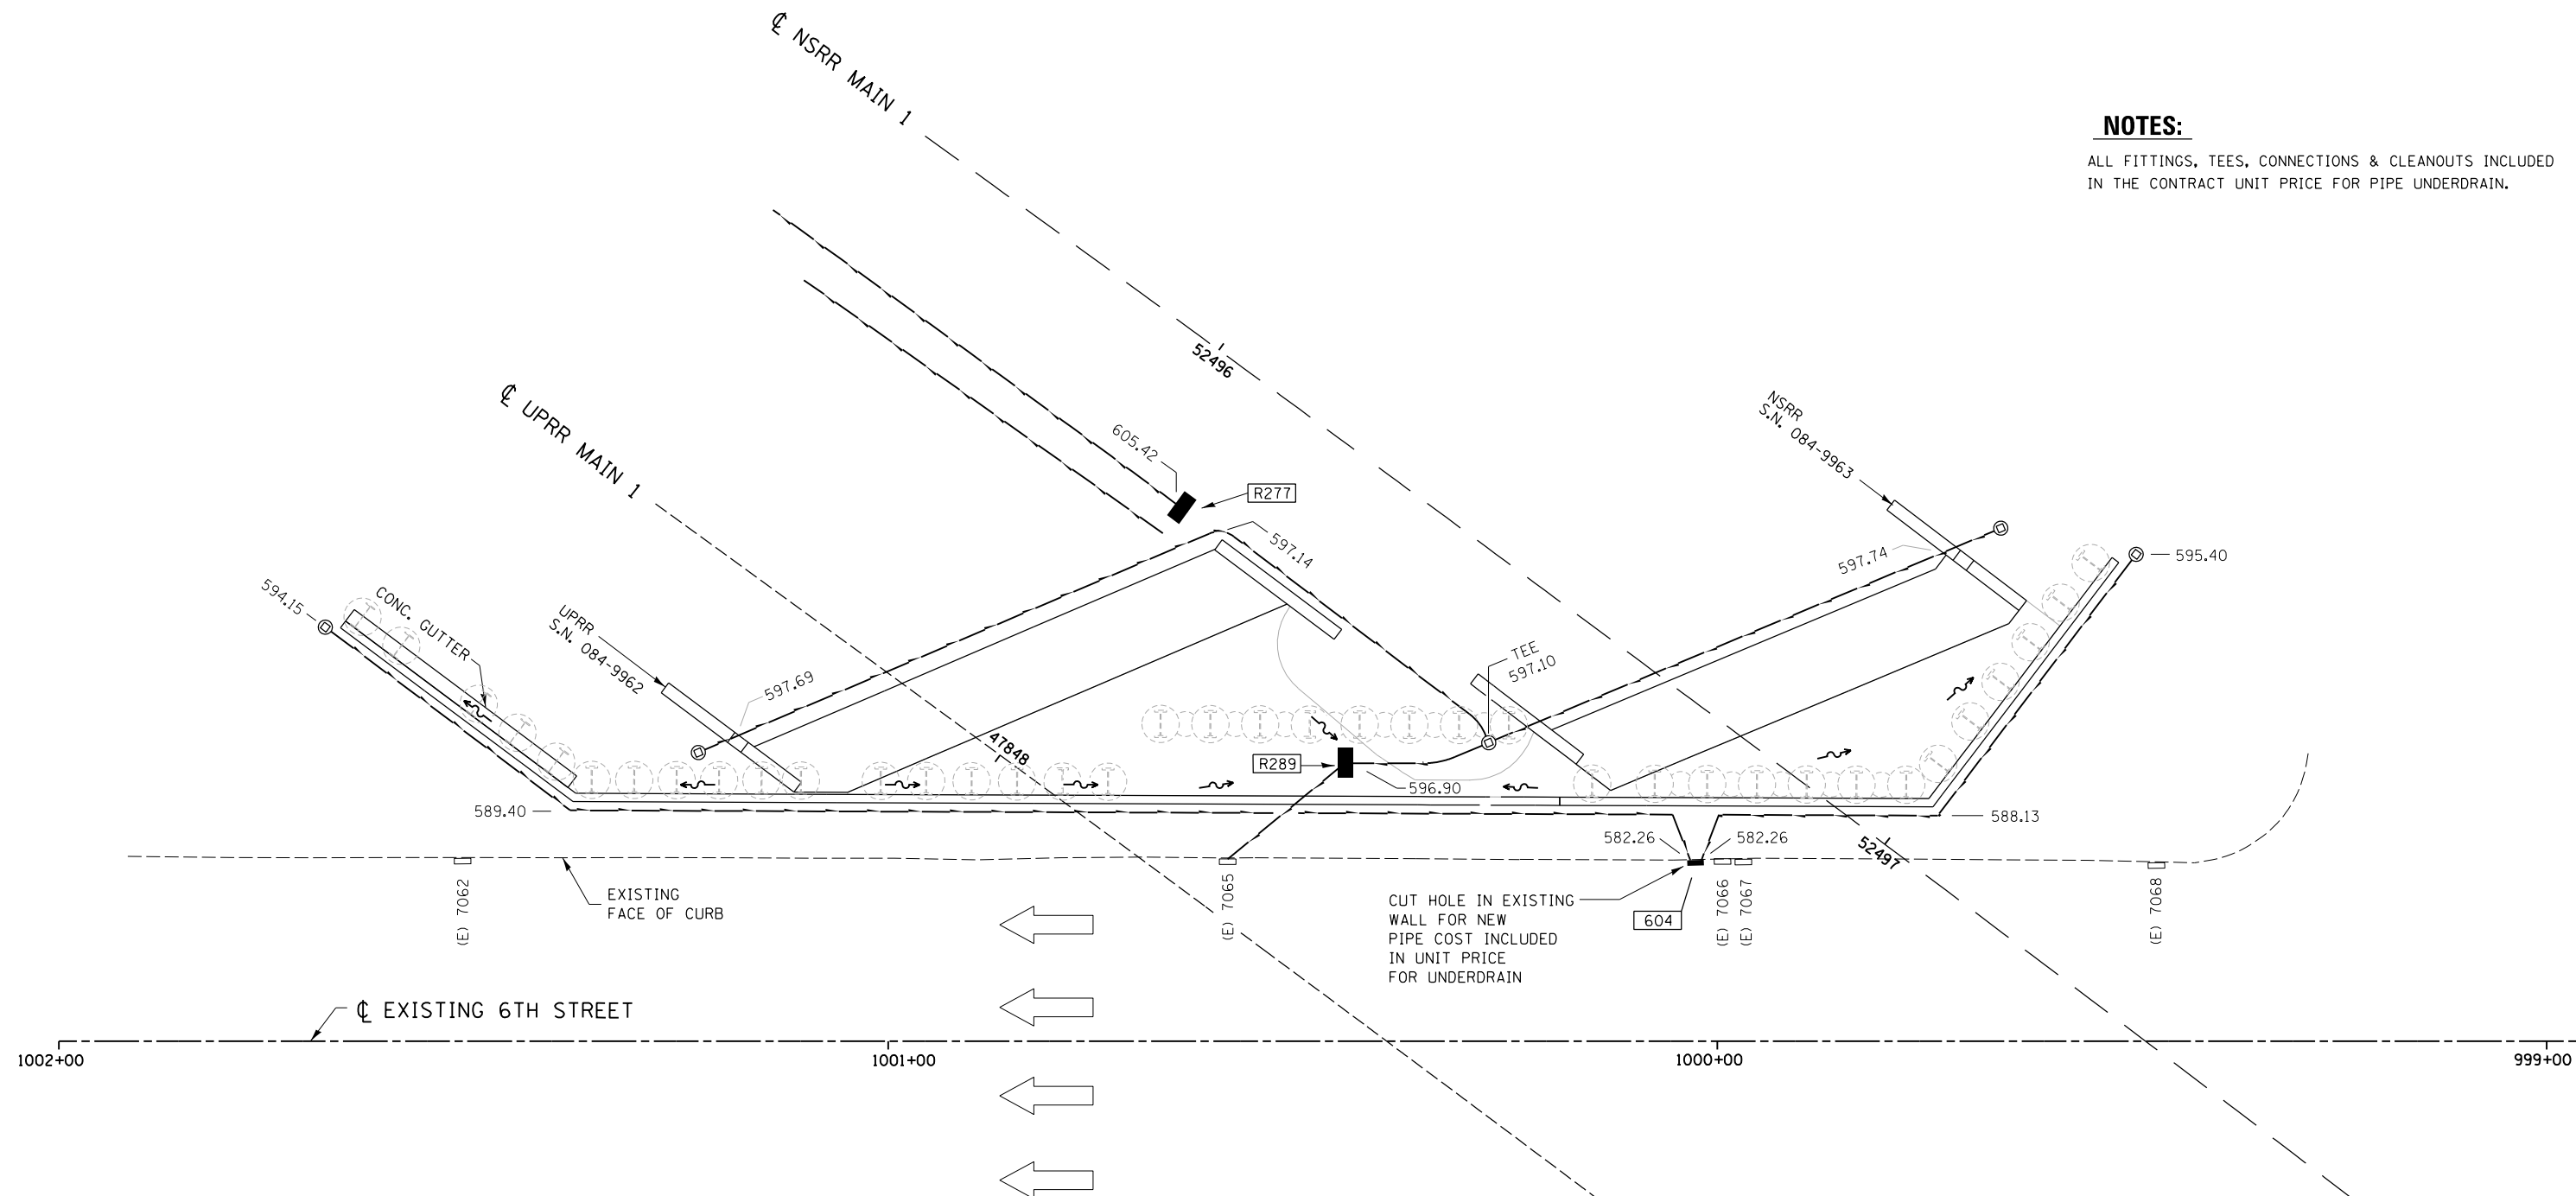 ℄ NSRR MAIN 1
NOTES:
ALL FITTINGS, TEES, CONNECTIONS & CLEANOUTS INCLUDED
IN THE CONTRACT UNIT PRICE FOR PIPE UNDERDRAIN.
52496
℄ UPRR MAIN 1
605.42
R277
NSRR
S.N. 084-9963
597.14
597.74
595.40
594.15
CONC. GUTTER
UPRR
S.N. 084-9962
597.69
TEE
597.10
47848
R289
596.90
589.40
588.13
582.26
582.26
52497
(E) 7062
EXISTING
FACE OF CURB
(E) 7065
CUT HOLE IN EXISTING
WALL FOR NEW
PIPE COST INCLUDED
IN UNIT PRICE
FOR UNDERDRAIN
604
(E) 7066
(E) 7067
(E) 7068
℄ EXISTING 6TH STREET
1002+00
1001+00
1000+00
999+00